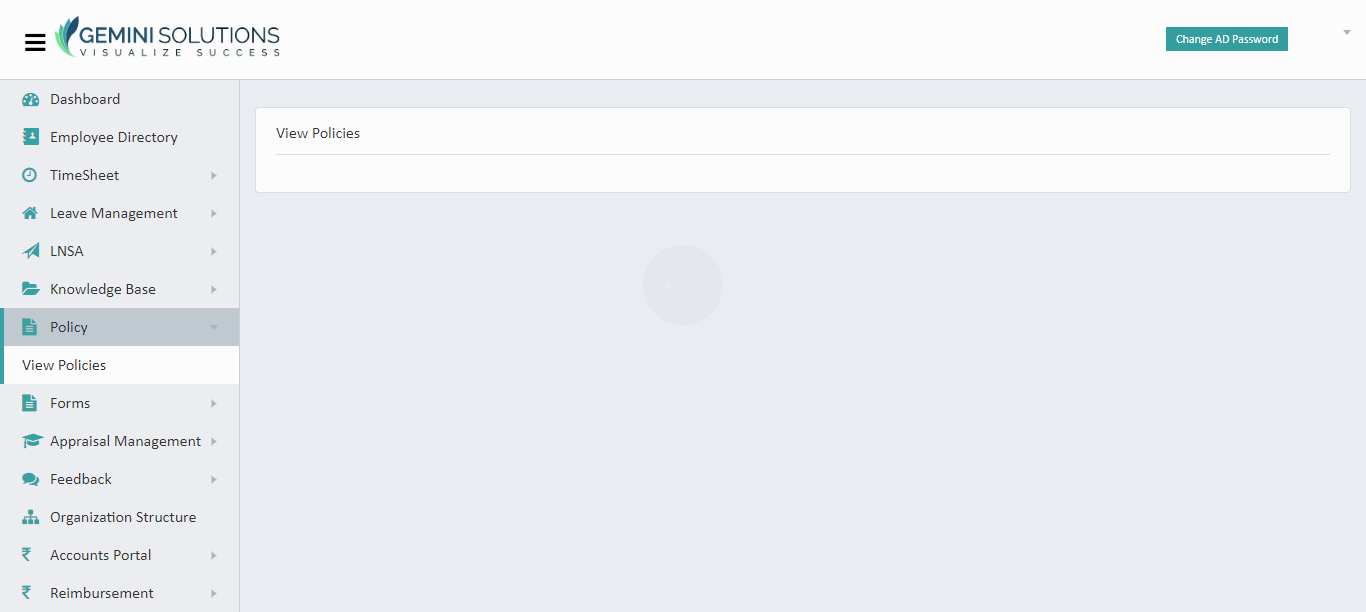 GEMINI SOLUTIONS
VISUALIZE SUCCESS
Change AD Password
Dashboard
Employee Directory
TimeSheet
Leave Management
LNSA
Knowledge Base
Policy
View Policies
Forms
Appraisal Management
Feedback
Organization Structure
₹ Accounts Portal
₹ Reimbursement
View Policies